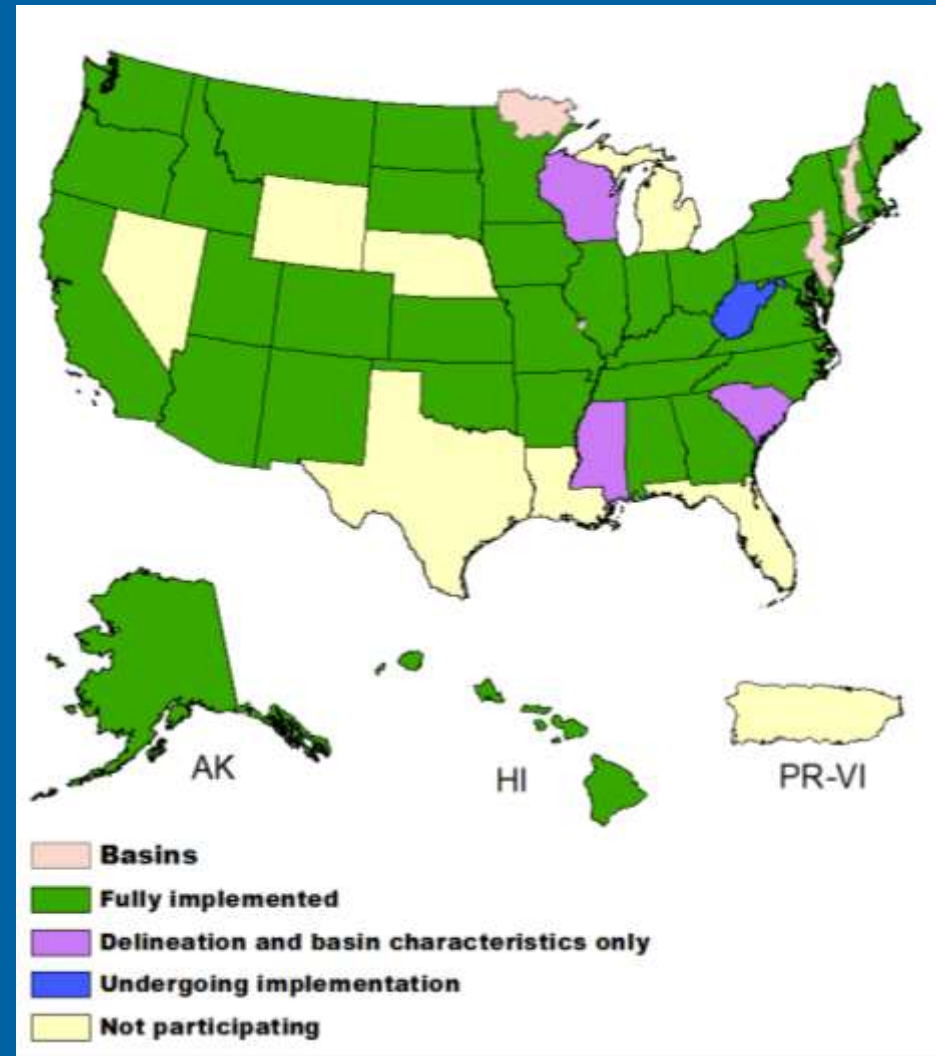 AK
HI
PR-VI
Basins
Fully implemented
Delineation and basin characteristics only
Undergoing implementation
Not participating